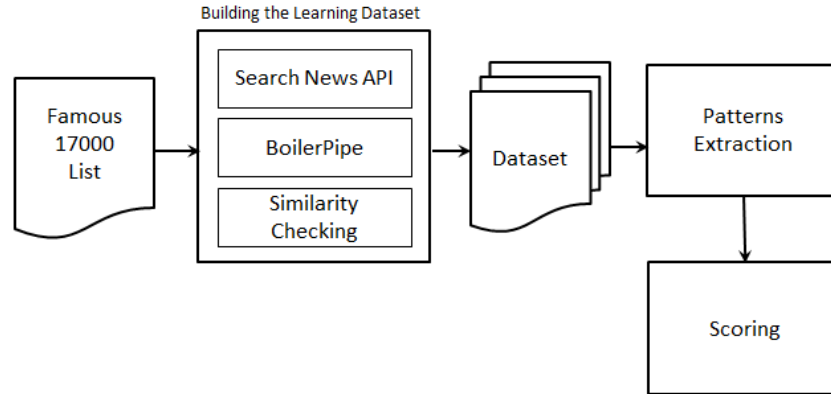 Building the Learning Dataset
Famous
17000
List
Search News API
BoilerPipe
Similarity
Checking
Dataset
Patterns
Extraction
Scoring